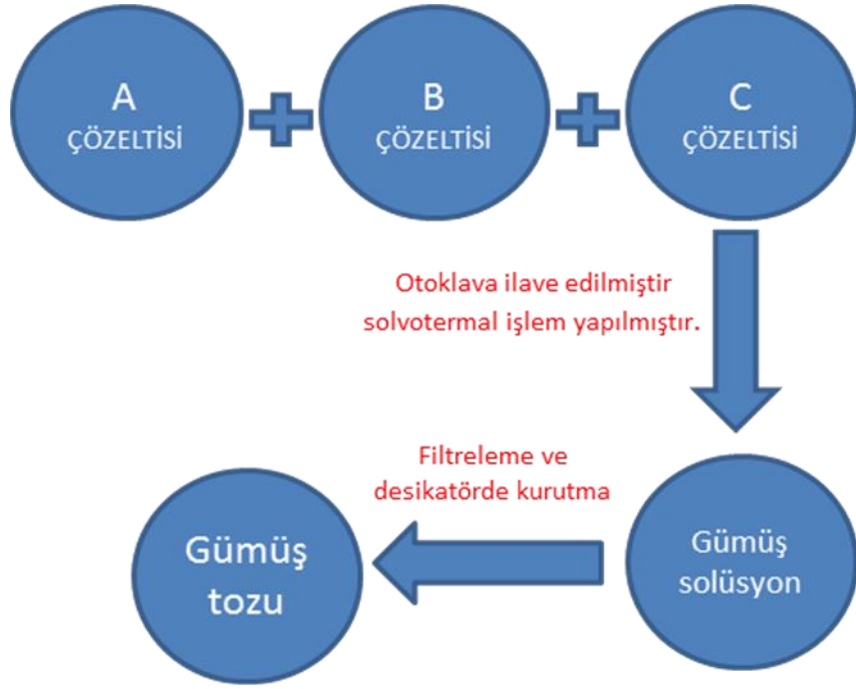 A
ÇÖZELTİSİ
B
ÇÖZELTİSİ
C
ÇÖZELTİSİ
Otoklava ilave edilmiştir
solvotermal işlem yapılmıştır.
Gümüş
solüsyon
Filtreleme ve
desikatörde kurutma
Gümüş
tozu